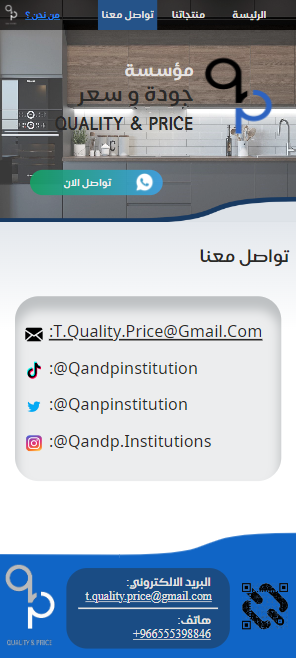 الرئيسة
منتجاتنا
تواصل معنا
من نحن ؟
مؤسسة
جودة و سعر
QUALITY & PRICE
تواصل الان
تواصل معنا
:T.Quality.Price@Gmail.Com
:@Qandpinstitution
:@Qanpinstitution
:@Qandp.Institutions
البريد الالكتروني:
t.quality.price@gmail.com
هاتف:
+966555398846
QUALITY & PRICE